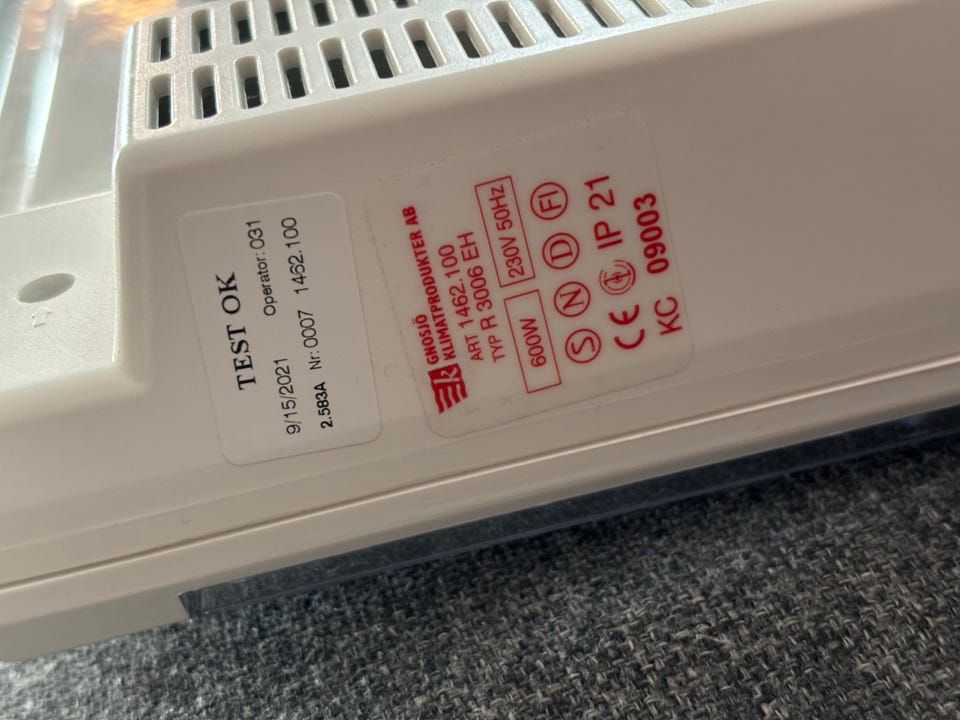 TEST OK
9/15/2021 Operator: 031
2.583A Nr: 0007 1462.100
GNOSJÖ
KLIMATPRODUKTER AB
ART 1462.100
TYP R 3006 EH
600W 230V 50Hz
S N D FI
CE IP 21
KC 09003